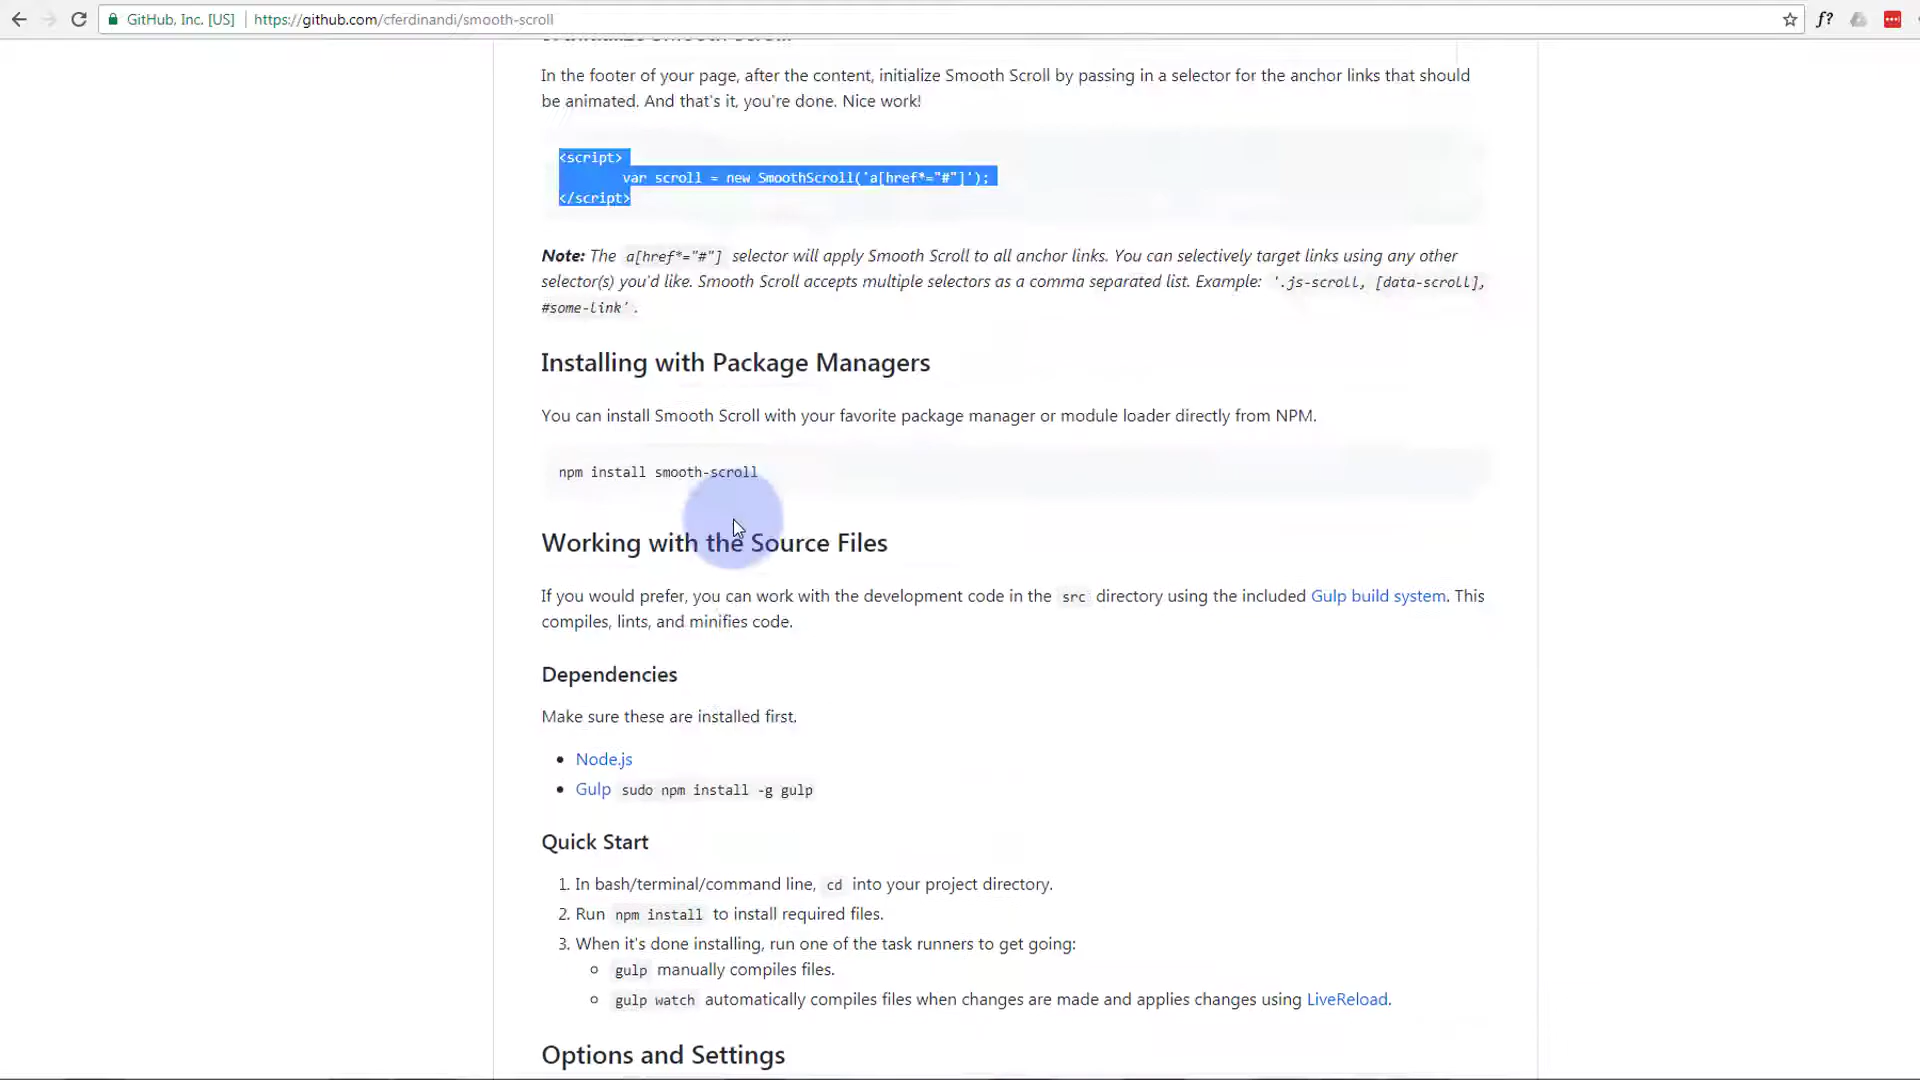 GitHub, Inc. [US] https://github.com/cferdinandi/smooth-scroll f?
In the footer of your page, after the content, initialize Smooth Scroll by passing in a selector for the anchor links that should
be animated. And that's it, you're done. Nice work!
<script>
var scroll = new SmoothScroll('a[href*="#"]');
</script>
Note: The a[href*="#"] selector will apply Smooth Scroll to all anchor links. You can selectively target links using any other
selector(s) you'd like. Smooth Scroll accepts multiple selectors as a comma separated list. Example: '.js-scroll, [data-scroll],
#some-link'.
Installing with Package Managers
You can install Smooth Scroll with your favorite package manager or module loader directly from NPM.
npm install smooth-scroll
Working with the Source Files
If you would prefer, you can work with the development code in the src directory using the included Gulp build system. This
compiles, lints, and minifies code.
Dependencies
Make sure these are installed first.
• Node.js
• Gulp sudo npm install -g gulp
Quick Start
1. In bash/terminal/command line, cd into your project directory.
2. Run npm install to install required files.
3. When it's done installing, run one of the task runners to get going:
○ gulp manually compiles files.
○ gulp watch automatically compiles files when changes are made and applies changes using LiveReload.
Options and Settings